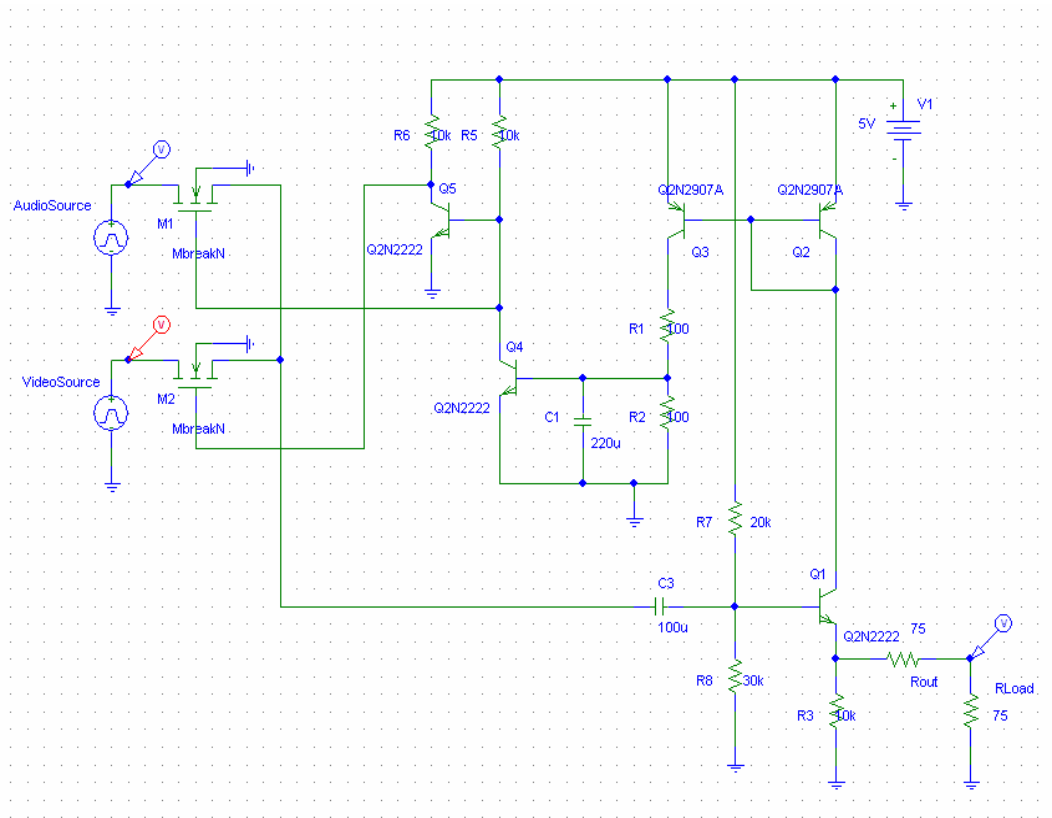 V1
5V
+
-
R6
10k
R5
10k
Q5
Q2N2222
AudioSource
+
-
V
M1
MbreakN
Q2N2907A
Q3
Q2N2907A
Q2
VideoSource
+
-
V
M2
MbreakN
R1
100
Q4
Q2N2222
C1
220u
R2
100
R7
20k
C3
100u
Q1
Q2N2222
75
Rout
V
R8
30k
R3
10k
RLoad
75